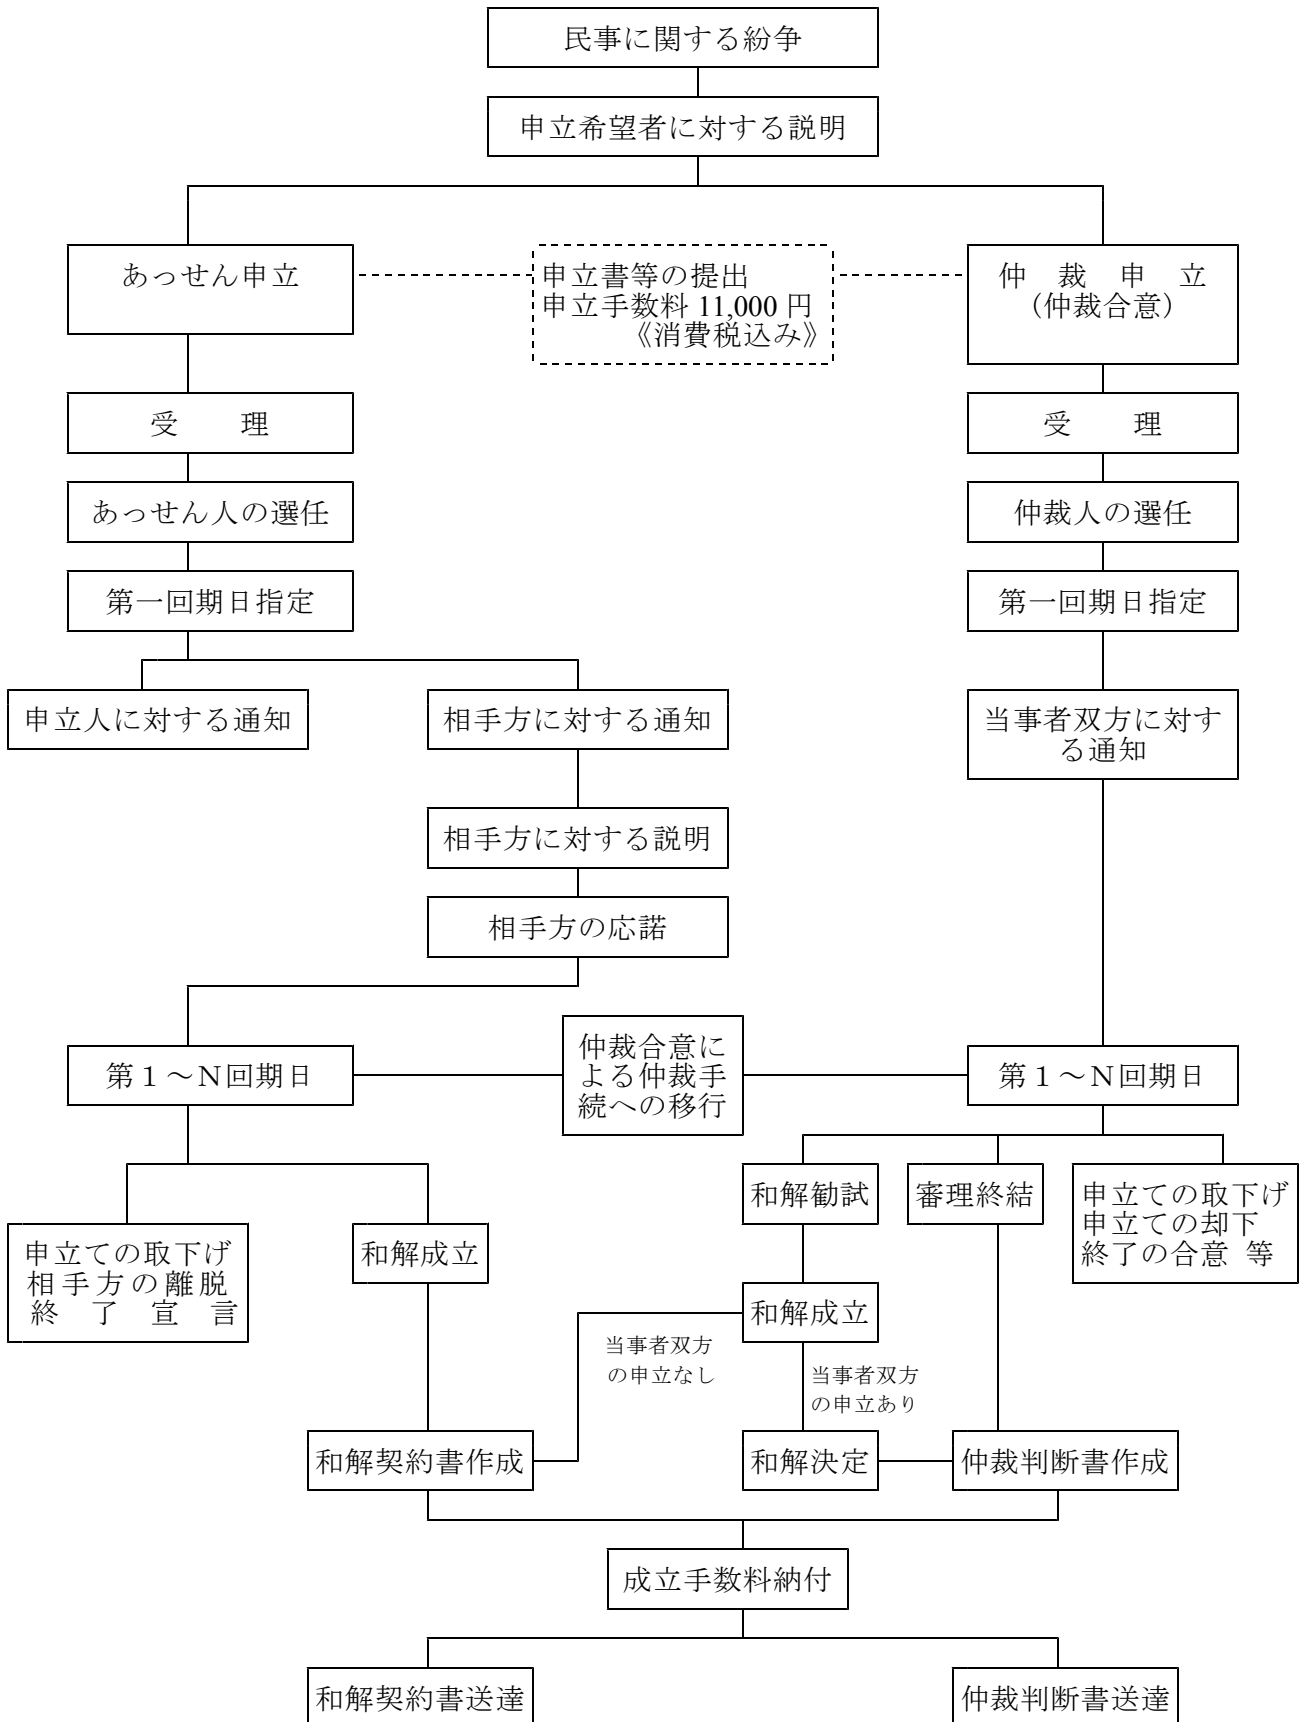 民事に関する紛争
申立希望者に対する説明
あっせん申立
申立書等の提出
申立手数料 11,000 円
《消費税込み》
仲 裁 申 立
(仲裁合意)
受 理
受 理
あっせん人の選任
仲裁人の選任
第一回期日指定
第一回期日指定
申立人に対する通知
相手方に対する通知
当事者双方に対す
る通知
相手方に対する説明
相手方の応諾
第1~N回期日
仲裁合意に
よる仲裁手
続への移行
第1~N回期日
申立ての取下げ
相手方の離脱
終 了 宣 言
和解成立
和解勧試
審理終結
申立ての取下げ
申立ての却下
終了の合意 等
和解成立
当事者双方
の申立なし
当事者双方
の申立あり
和解契約書作成
和解決定
仲裁判断書作成
成立手数料納付
和解契約書送達
仲裁判断書送達